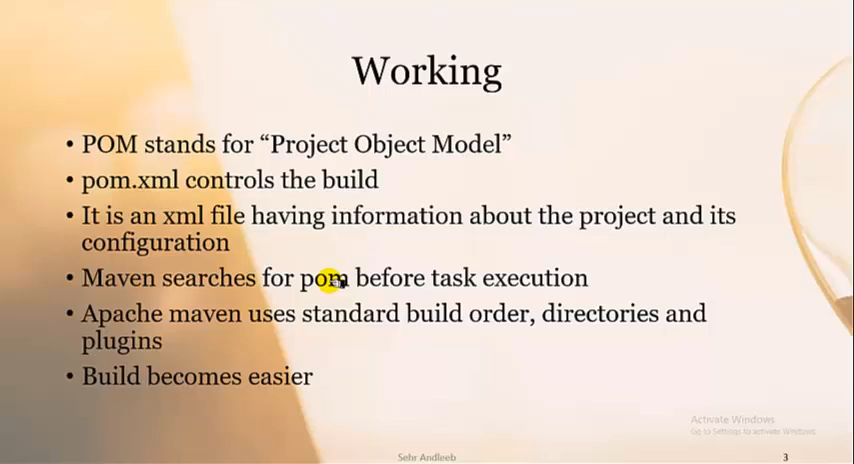 Working
• POM stands for “Project Object Model”
• pom.xml controls the build
• It is an xml file having information about the project and its
configuration
• Maven searches for pom before task execution
• Apache maven uses standard build order, directories and
plugins
• Build becomes easier
Activate Windows
Go to Settings to activate Windows.
Sehr Andleeb
3